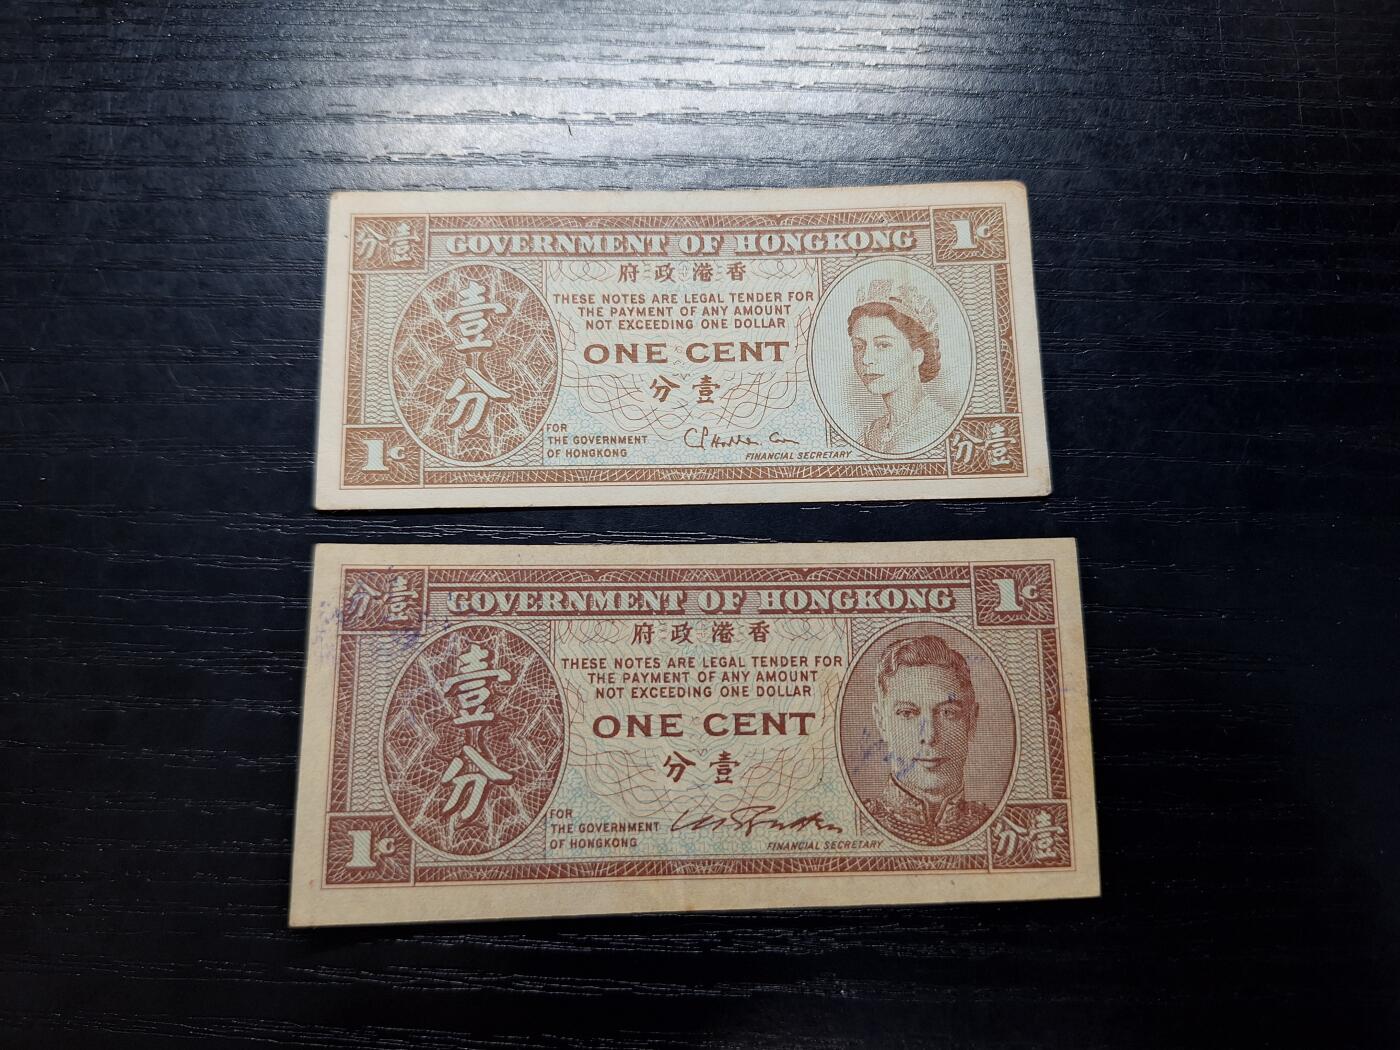 分壹
GOVERNMENT OF HONGKONG
1c
府政港香
壹分
THESE NOTES ARE LEGAL TENDER FOR
THE PAYMENT OF ANY AMOUNT
NOT EXCEEDING ONE DOLLAR
ONE CENT
分壹
FOR
THE GOVERNMENT
OF HONGKONG
FINANCIAL SECRETARY
1c
分壹
分壹
GOVERNMENT OF HONGKONG
1c
府政港香
壹分
THESE NOTES ARE LEGAL TENDER FOR
THE PAYMENT OF ANY AMOUNT
NOT EXCEEDING ONE DOLLAR
ONE CENT
分壹
FOR
THE GOVERNMENT
OF HONGKONG
FINANCIAL SECRETARY
1c
分壹